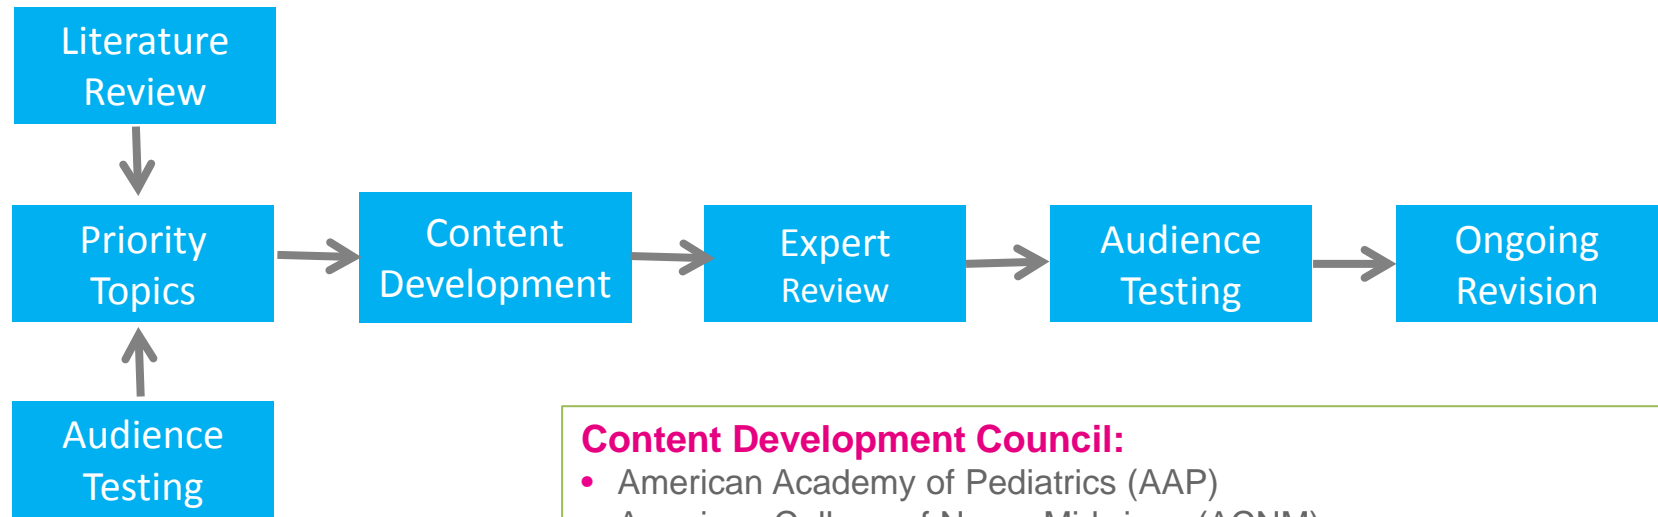 Literature
Review
Priority
Topics
Content
Development
Expert
Review
Audience
Testing
Ongoing
Revision
Audience
Testing
Content Development Council:
• American Academy of Pediatrics (AAP)